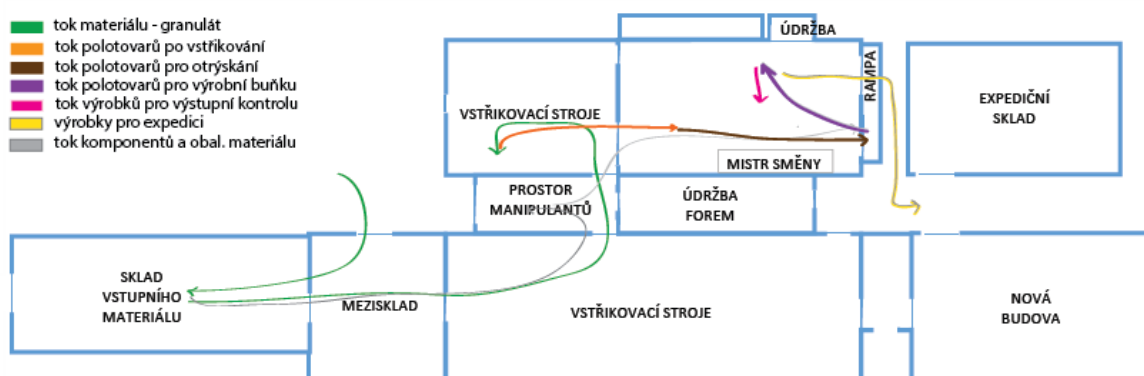 tok materiálu - granulát
tok polotovarů po vstřikování
tok polotovarů pro otrýskání
tok polotovarů pro výrobní buňku
tok výrobků pro výstupní kontrolu
výrobky pro expedici
tok komponentů a obal. materiálu
ÚDRŽBA
RAMPA
VSTŘIKOVACÍ STROJE
EXPEDIČNÍ
SKLAD
MISTR SMĚNY
PROSTOR
MANIPULANTŮ
ÚDRŽBA
FOREM
SKLAD
VSTUPNÍHO
MATERIÁLU
MEZISKLAD
VSTŘIKOVACÍ STROJE
NOVÁ
BUDOVA